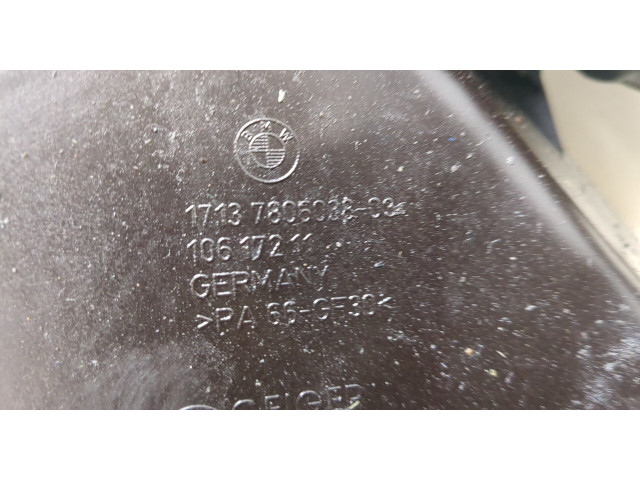 BMW
1713 7805038-03
106 172 11
GERMANY
>PA 66-GF30<
GEIGER